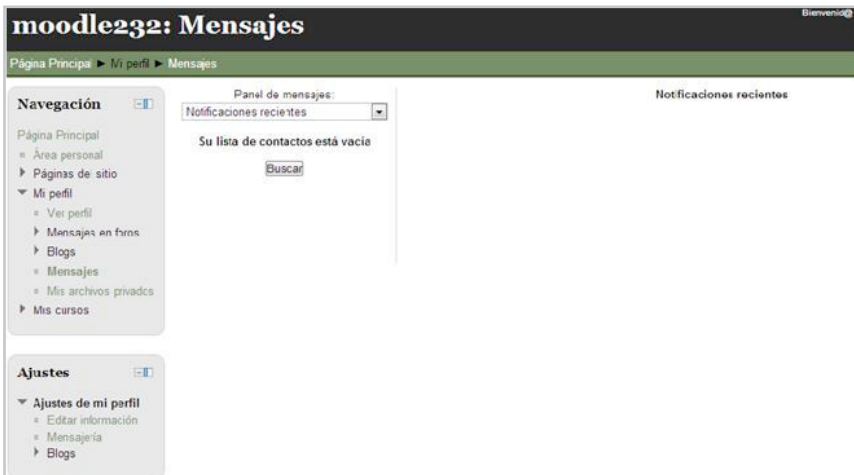 Bienvenid@
moodle232: Mensajes
Página Principal ► Mi perfil ► Mensajes
Navegación
Página Principal
Área personal
Páginas del sitio
Mi perfil
Ver perfil
Mensajes en foros
Blogs
Mensajes
Mis archivos privados
Mis cursos
Ajustes
Ajustes de mi perfil
Editar información
Mensajería
Blogs
Panel de mensajes:
Notificaciones recientes
Su lista de contactos está vacía
Buscar
Notificaciones recientes